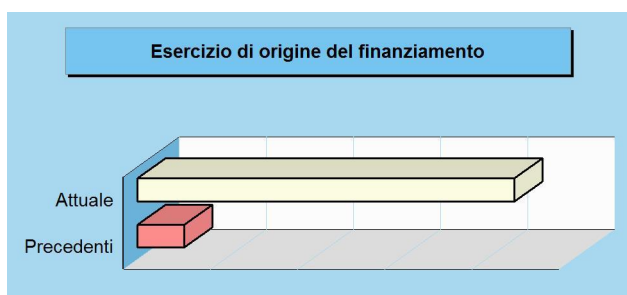 Esercizio di origine del finanziamento
Attuale
Precedenti